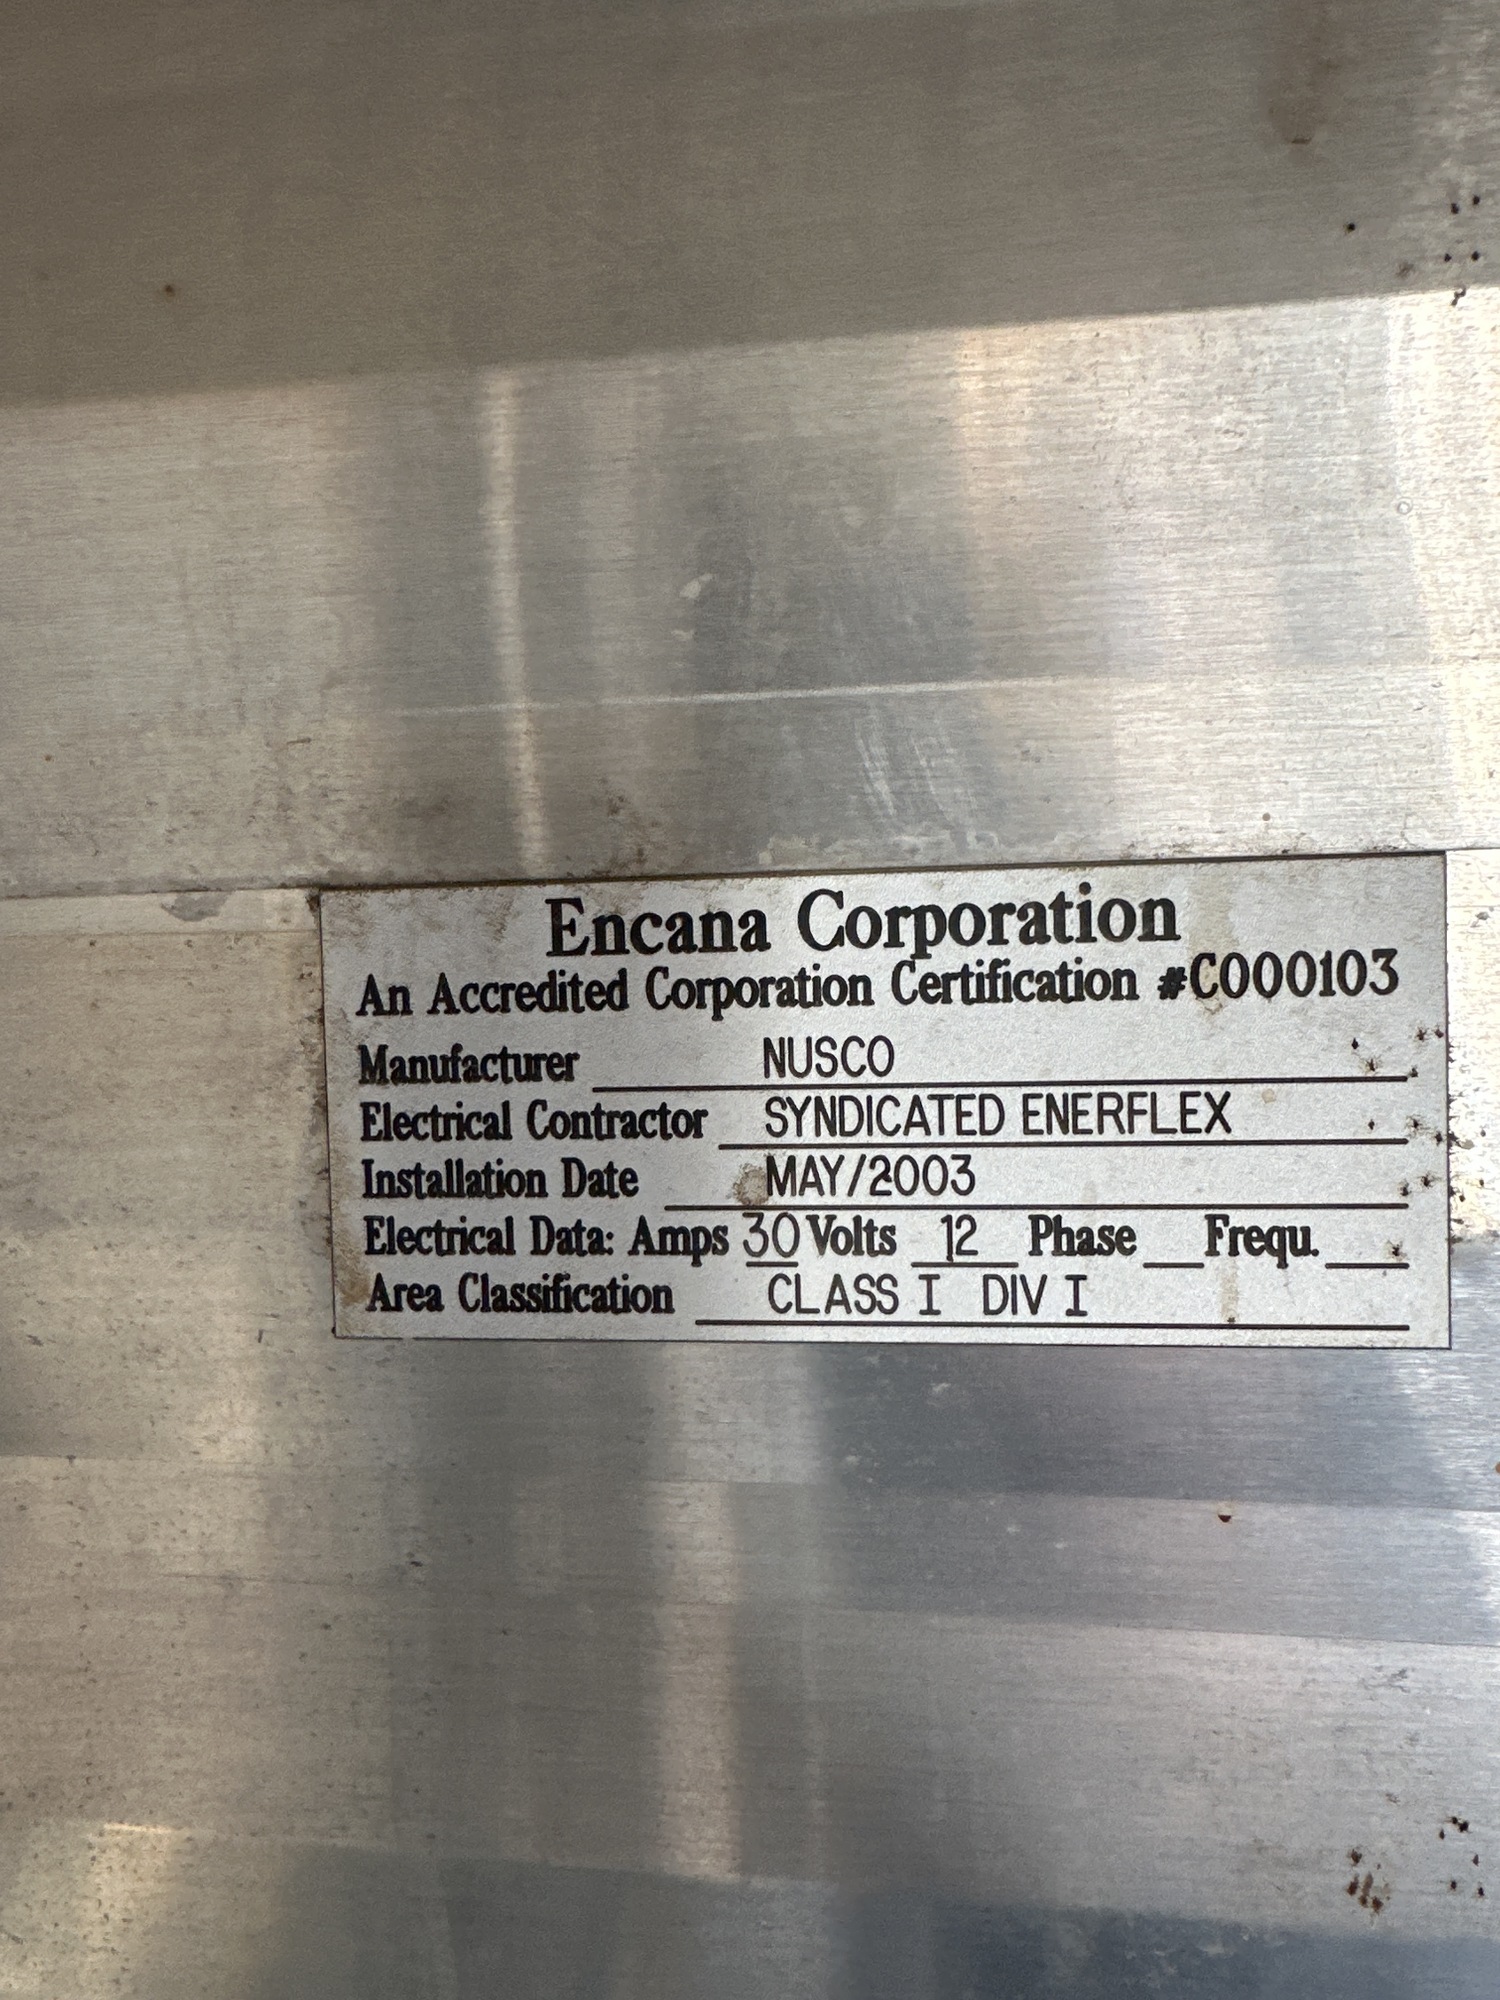 Encana Corporation
An Accredited Corporation Certification #C000103
Manufacturer NUSCO
Electrical Contractor SYNDICATED ENERFLEX
Installation Date MAY/2003
Electrical Data: Amps 30 Volts 12 Phase Frequ.
Area Classification CLASS I DIV I